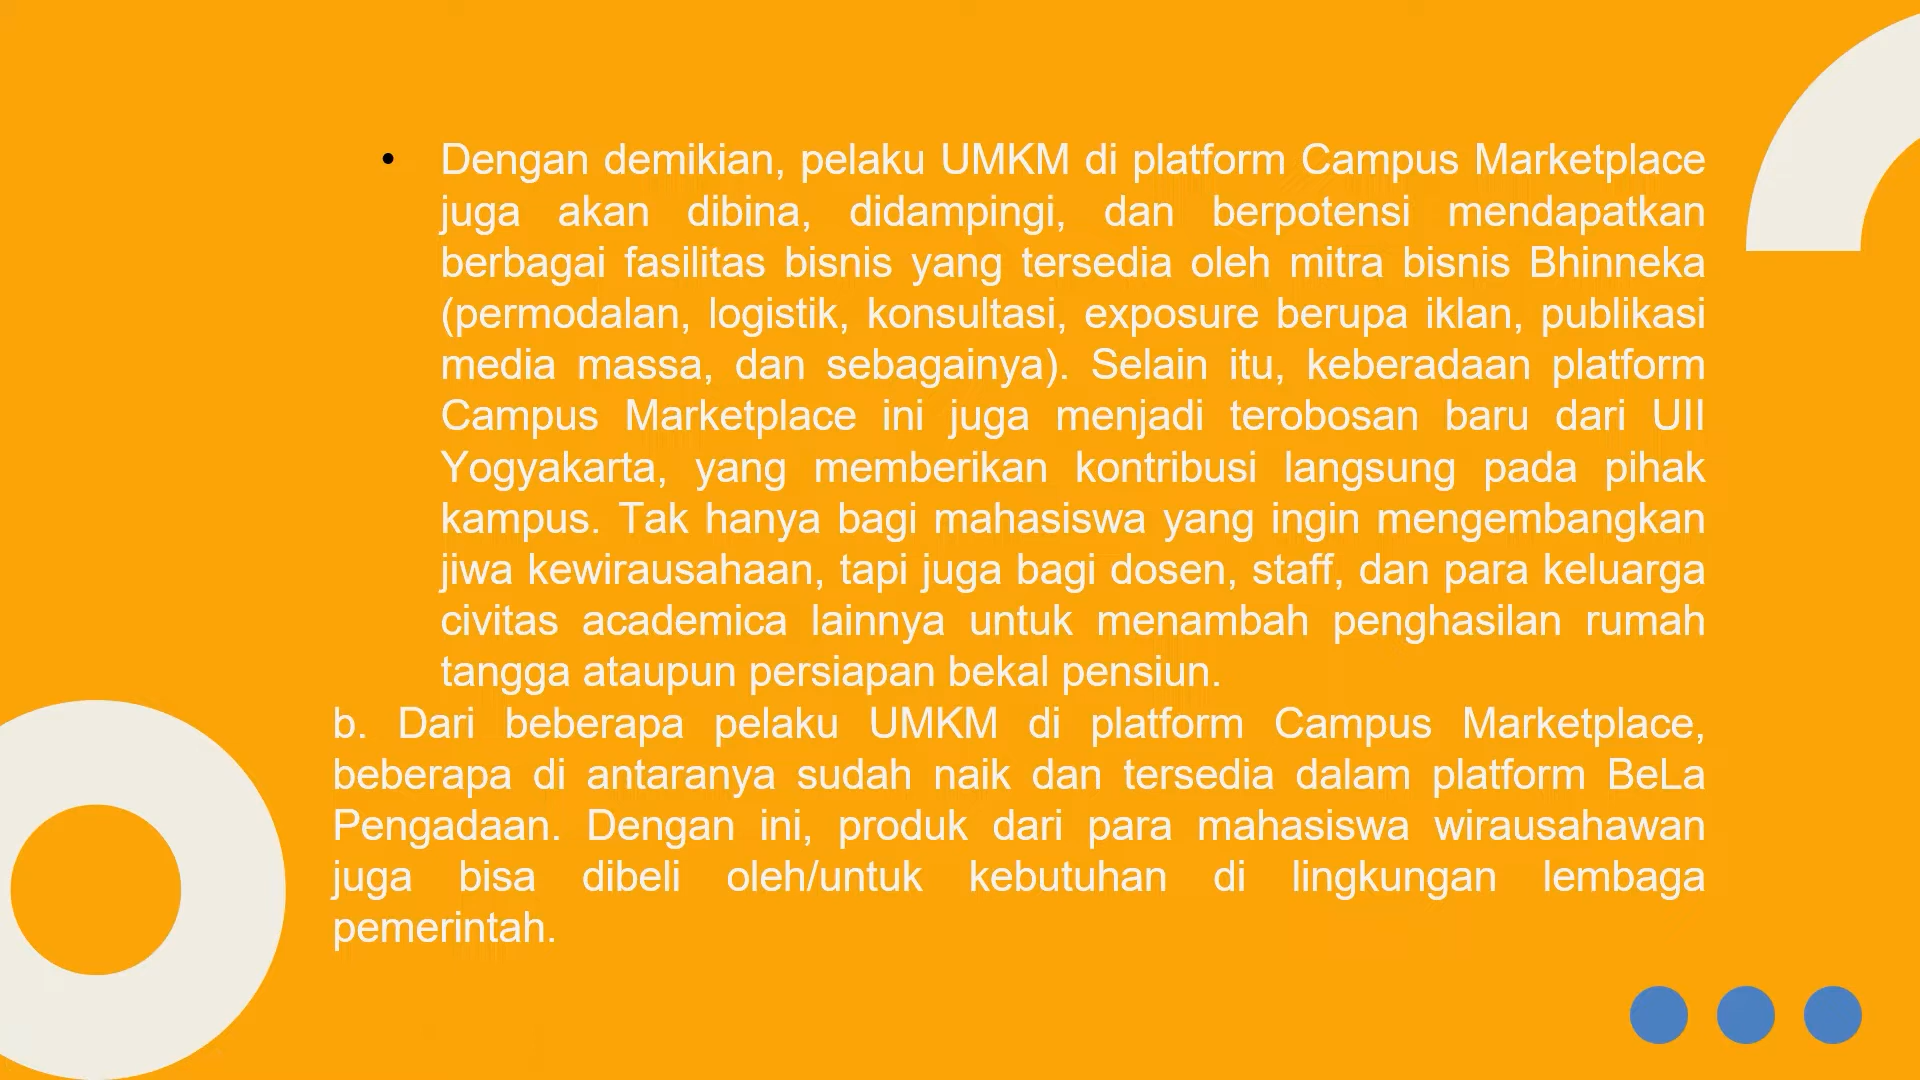 • Dengan demikian, pelaku UMKM di platform Campus Marketplace
juga akan dibina, didampingi, dan berpotensi mendapatkan
berbagai fasilitas bisnis yang tersedia oleh mitra bisnis Bhinneka
(permodalan, logistik, konsultasi, exposure berupa iklan, publikasi
media massa, dan sebagainya). Selain itu, keberadaan platform
Campus Marketplace ini juga menjadi terobosan baru dari UII
Yogyakarta, yang memberikan kontribusi langsung pada pihak
kampus. Tak hanya bagi mahasiswa yang ingin mengembangkan
jiwa kewirausahaan, tapi juga bagi dosen, staff, dan para keluarga
civitas academica lainnya untuk menambah penghasilan rumah
tangga ataupun persiapan bekal pensiun.
b. Dari beberapa pelaku UMKM di platform Campus Marketplace,
beberapa di antaranya sudah naik dan tersedia dalam platform BeLa
Pengadaan. Dengan ini, produk dari para mahasiswa wirausahawan
juga bisa dibeli oleh/untuk kebutuhan di lingkungan lembaga
pemerintah.